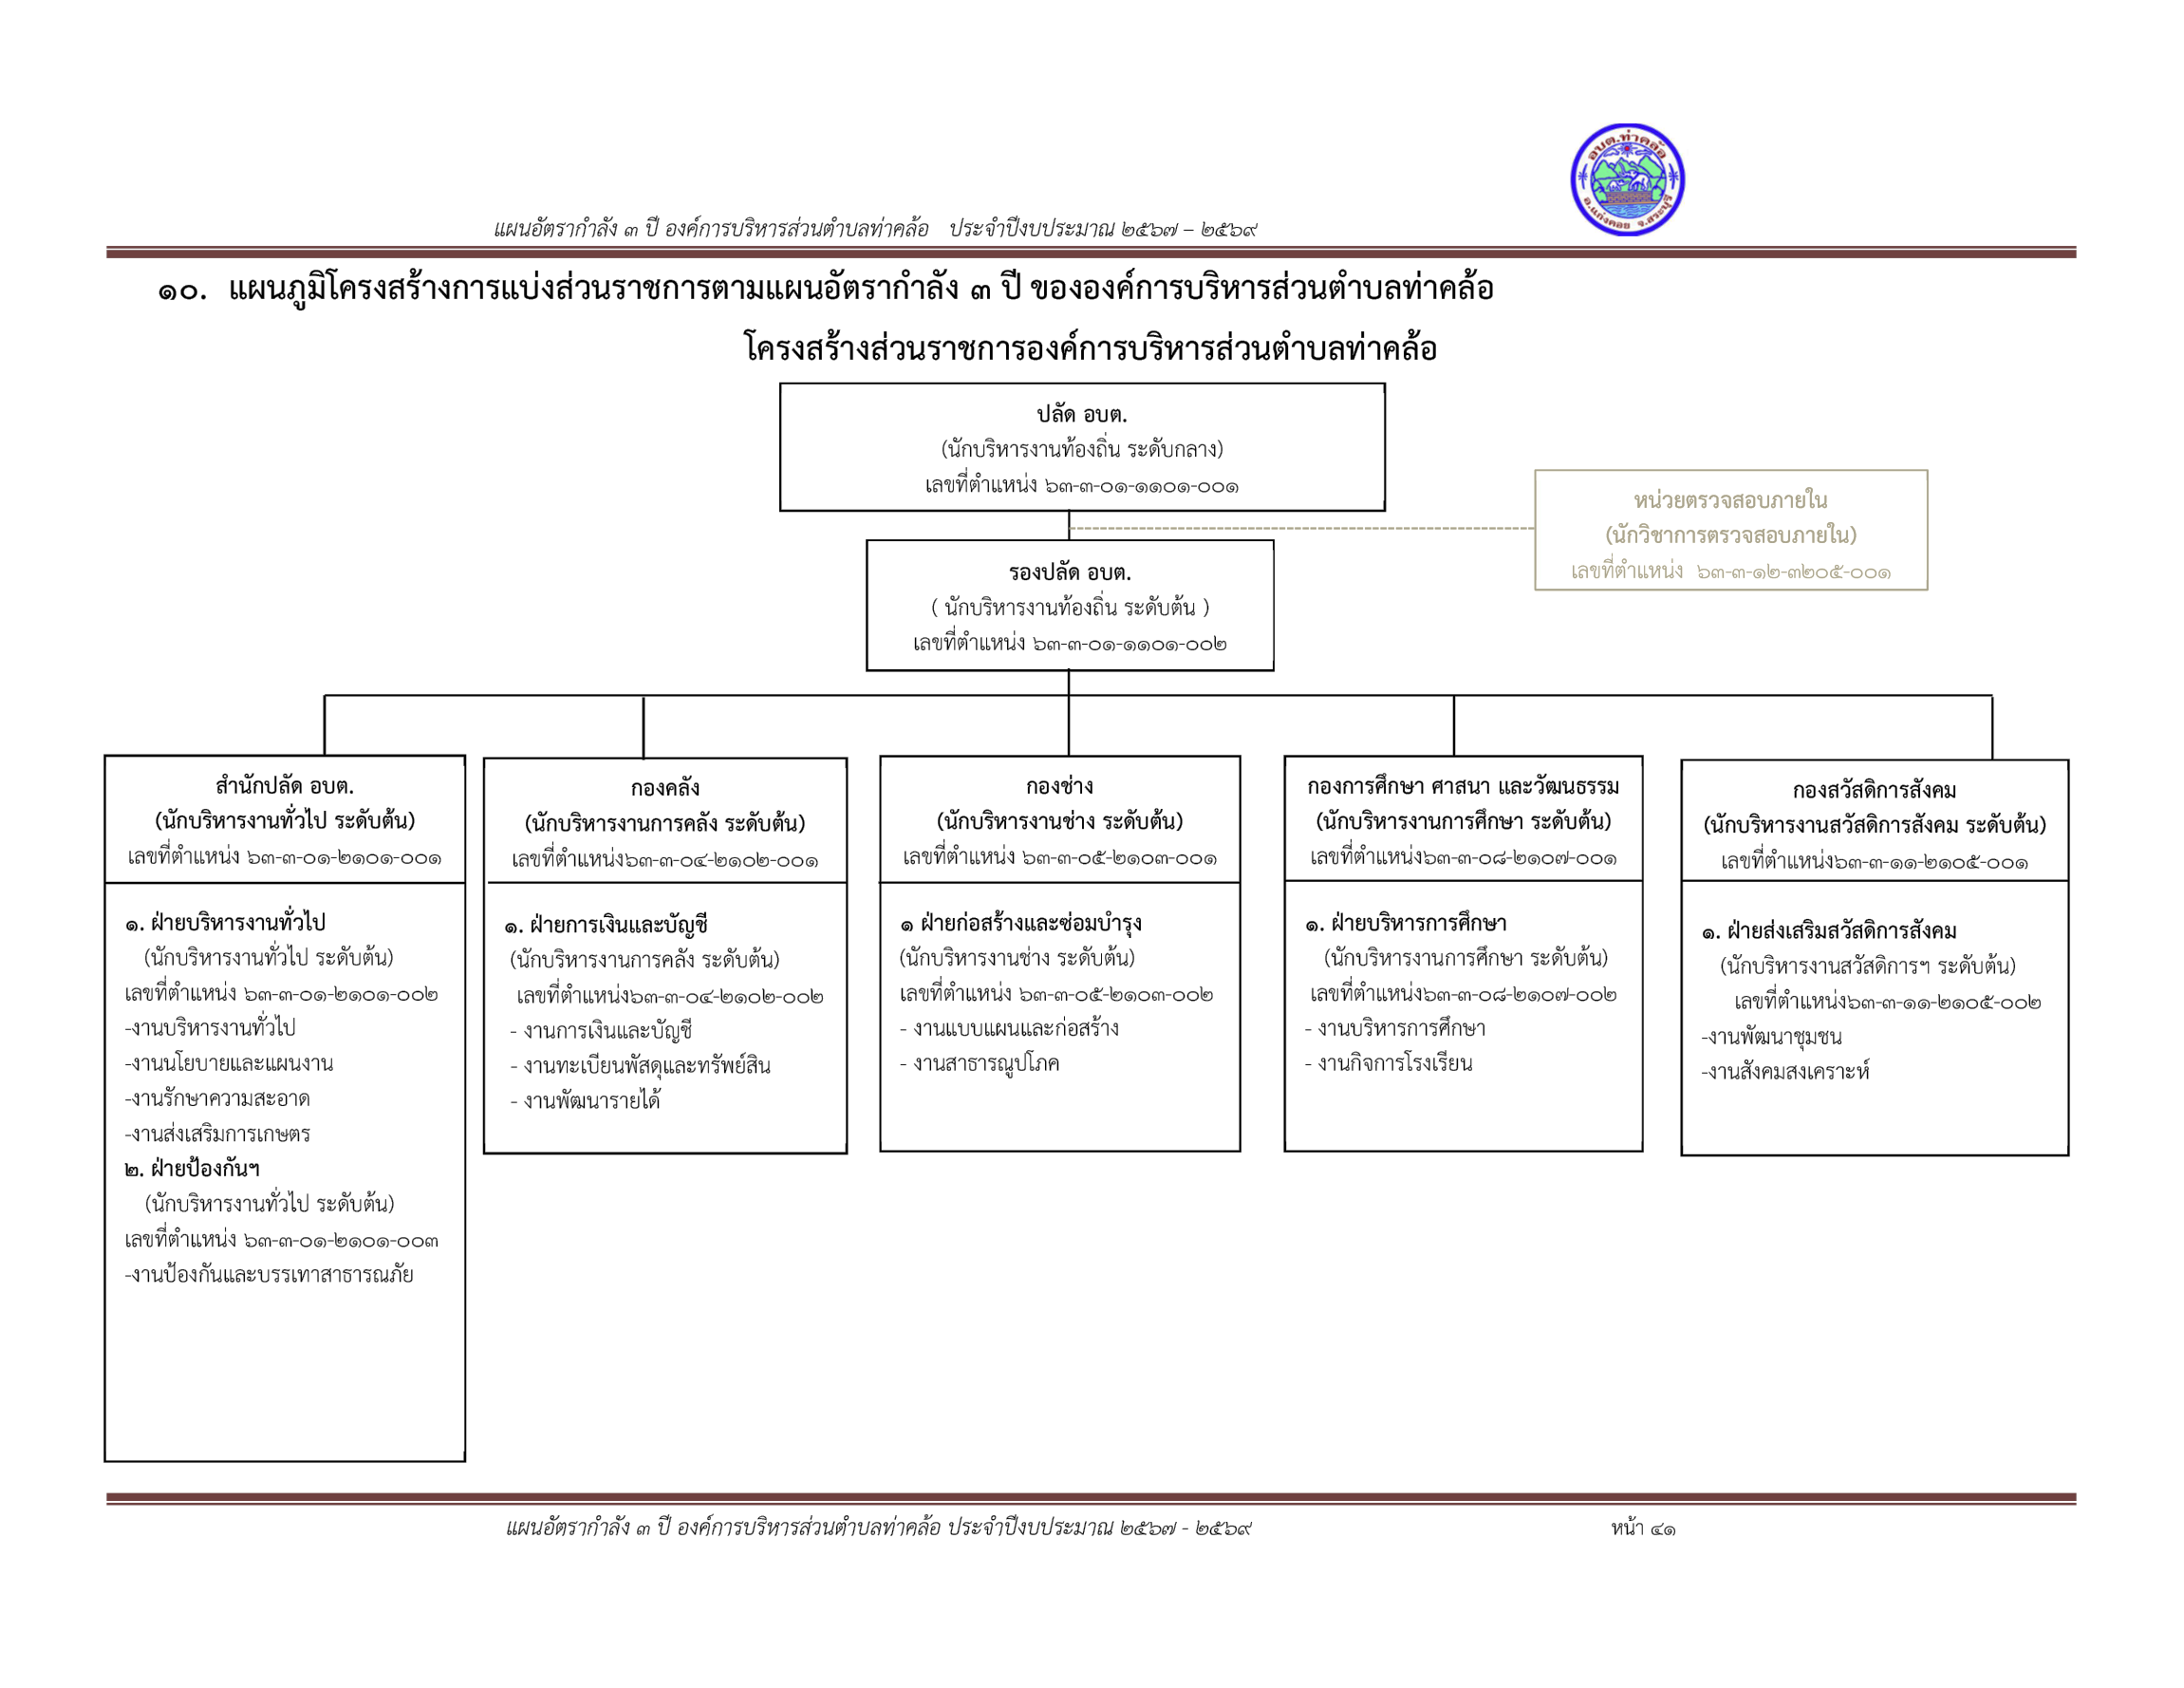 อบต.ท่าคล้อ
อ.แก่งคอย จ.สระบุรี
แผนอัตรากำลัง ๓ ปี องค์การบริหารส่วนตำบลท่าคล้อ ประจำปีงบประมาณ ๒๕๖๗ – ๒๕๖๙
๑๐. แผนภูมิโครงสร้างการแบ่งส่วนราชการตามแผนอัตรากำลัง ๓ ปี ขององค์การบริหารส่วนตำบลท่าคล้อ
โครงสร้างส่วนราชการองค์การบริหารส่วนตำบลท่าคล้อ
ปลัด อบต.
(นักบริหารงานท้องถิ่น ระดับกลาง)
เลขที่ตำแหน่ง ๖๓-๓-๐๑-๑๑๐๑-๐๐๑
หน่วยตรวจสอบภายใน
(นักวิชาการตรวจสอบภายใน)
เลขที่ตำแหน่ง ๖๓-๓-๑๒-๓๒๐๕-๐๐๑
รองปลัด อบต.
( นักบริหารงานท้องถิ่น ระดับต้น )
เลขที่ตำแหน่ง ๖๓-๓-๐๑-๑๑๐๑-๐๐๒
สำนักปลัด อบต.
(นักบริหารงานทั่วไป ระดับต้น)
เลขที่ตำแหน่ง ๖๓-๓-๐๑-๒๑๐๑-๐๐๑
๑. ฝ่ายบริหารงานทั่วไป
(นักบริหารงานทั่วไป ระดับต้น)
เลขที่ตำแหน่ง ๖๓-๓-๐๑-๒๑๐๑-๐๐๒
-งานบริหารงานทั่วไป
-งานนโยบายและแผนงาน
-งานรักษาความสะอาด
-งานส่งเสริมการเกษตร
๒. ฝ่ายป้องกันฯ
(นักบริหารงานทั่วไป ระดับต้น)
เลขที่ตำแหน่ง ๖๓-๓-๐๑-๒๑๐๑-๐๐๓
-งานป้องกันและบรรเทาสาธารณภัย
กองคลัง
(นักบริหารงานการคลัง ระดับต้น)
เลขที่ตำแหน่ง๖๓-๓-๐๔-๒๑๐๒-๐๐๑
๑. ฝ่ายการเงินและบัญชี
(นักบริหารงานการคลัง ระดับต้น)
เลขที่ตำแหน่ง๖๓-๓-๐๔-๒๑๐๒-๐๐๒
- งานการเงินและบัญชี
- งานทะเบียนพัสดุและทรัพย์สิน
- งานพัฒนารายได้
กองช่าง
(นักบริหารงานช่าง ระดับต้น)
เลขที่ตำแหน่ง ๖๓-๓-๐๕-๒๑๐๓-๐๐๑
๑ ฝ่ายก่อสร้างและซ่อมบำรุง
(นักบริหารงานช่าง ระดับต้น)
เลขที่ตำแหน่ง ๖๓-๓-๐๕-๒๑๐๓-๐๐๒
- งานแบบแผนและก่อสร้าง
- งานสาธารณูปโภค
กองการศึกษา ศาสนา และวัฒนธรรม
(นักบริหารงานการศึกษา ระดับต้น)
เลขที่ตำแหน่ง๖๓-๓-๐๘-๒๑๐๗-๐๐๑
๑. ฝ่ายบริหารการศึกษา
(นักบริหารงานการศึกษา ระดับต้น)
เลขที่ตำแหน่ง๖๓-๓-๐๘-๒๑๐๗-๐๐๒
- งานบริหารการศึกษา
- งานกิจการโรงเรียน
กองสวัสดิการสังคม
(นักบริหารงานสวัสดิการสังคม ระดับต้น)
เลขที่ตำแหน่ง๖๓-๓-๑๑-๒๑๐๕-๐๐๑
๑. ฝ่ายส่งเสริมสวัสดิการสังคม
(นักบริหารงานสวัสดิการฯ ระดับต้น)
เลขที่ตำแหน่ง๖๓-๓-๑๑-๒๑๐๕-๐๐๒
-งานพัฒนาชุมชน
-งานสังคมสงเคราะห์
แผนอัตรากำลัง ๓ ปี องค์การบริหารส่วนตำบลท่าคล้อ ประจำปีงบประมาณ ๒๕๖๗ - ๒๕๖๙
หน้า ๔๑